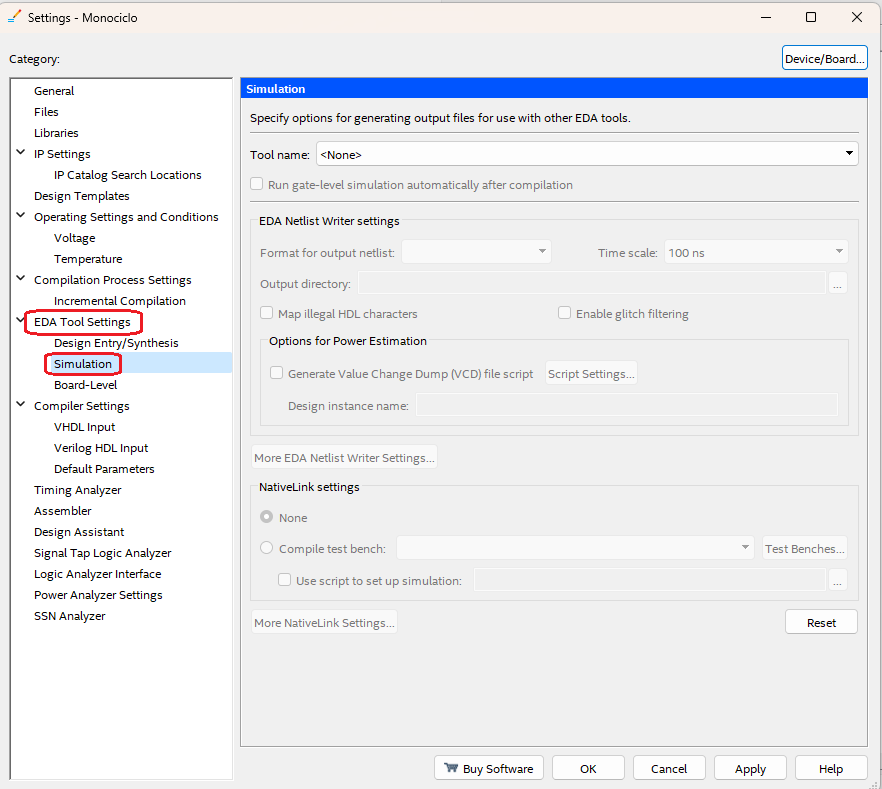 Settings - Monociclo
Category:
Device/Board...
General
Files
Libraries
IP Settings
IP Catalog Search Locations
Design Templates
Operating Settings and Conditions
Voltage
Temperature
Compilation Process Settings
Incremental Compilation
EDA Tool Settings
Design Entry/Synthesis
Simulation
Board-Level
Compiler Settings
VHDL Input
Verilog HDL Input
Default Parameters
Timing Analyzer
Assembler
Design Assistant
Signal Tap Logic Analyzer
Logic Analyzer Interface
Power Analyzer Settings
SSN Analyzer
Simulation
Specify options for generating output files for use with other EDA tools.
Tool name: <None>
Run gate-level simulation automatically after compilation
EDA Netlist Writer settings
Format for output netlist: Time scale: 100 ns
Output directory: ...
Map illegal HDL characters Enable glitch filtering
Options for Power Estimation
Generate Value Change Dump (VCD) file script Script Settings...
Design instance name:
More EDA Netlist Writer Settings...
NativeLink settings
None
Compile test bench: Test Benches...
Use script to set up simulation: ...
More NativeLink Settings... Reset
Buy Software OK Cancel Apply Help